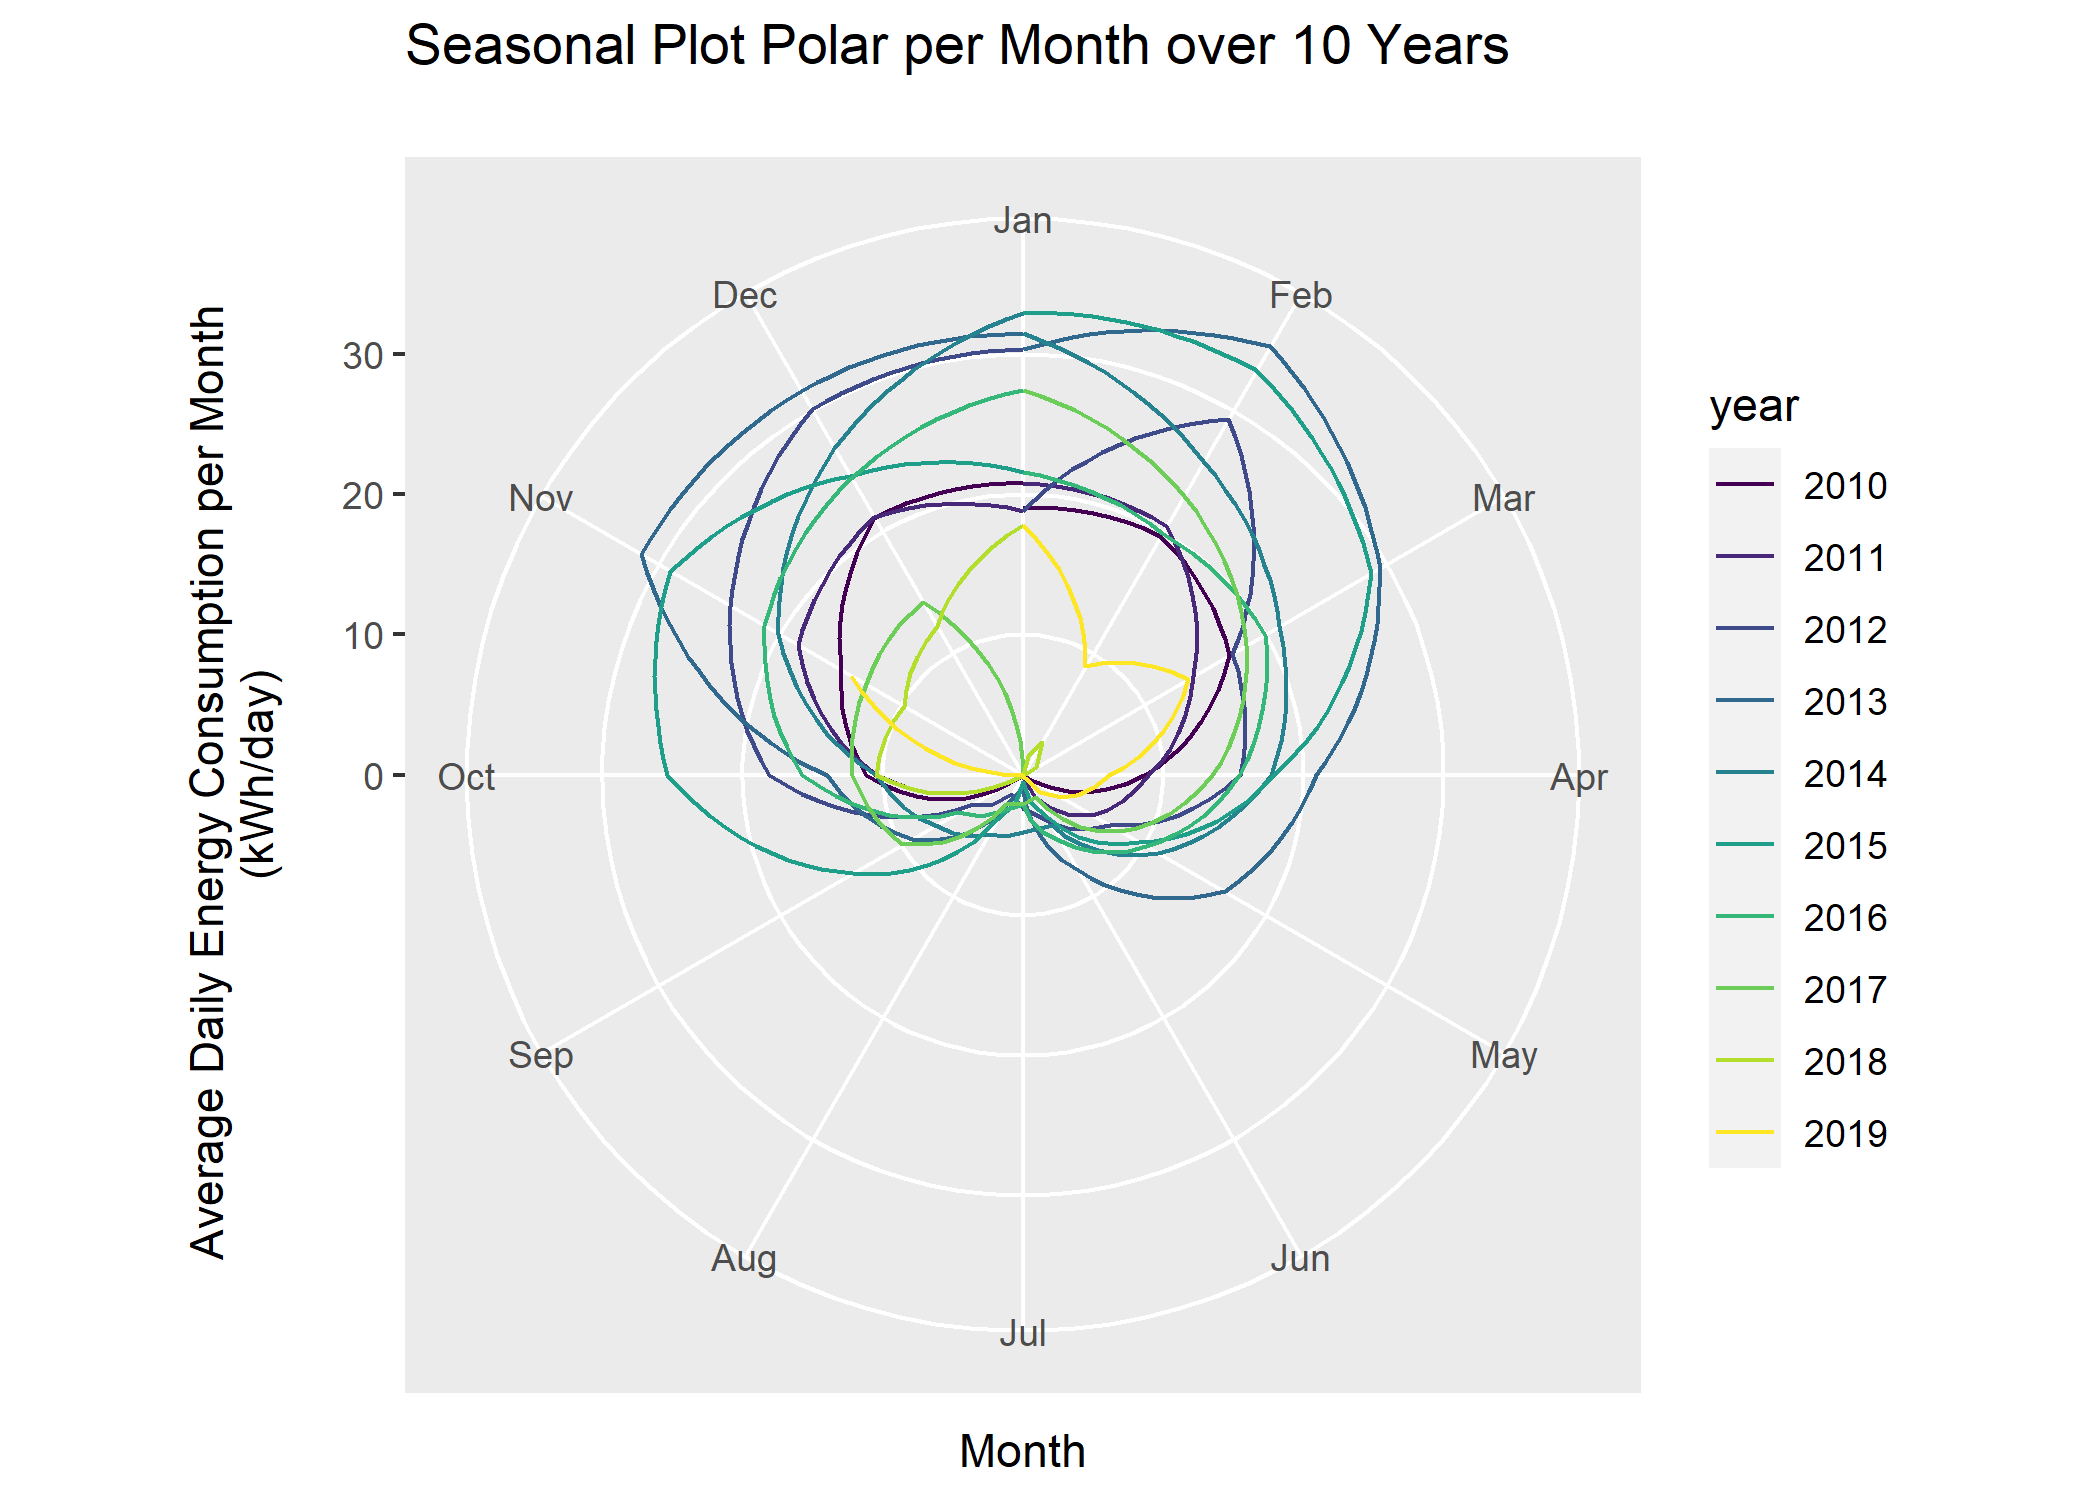 Seasonal Plot Polar per Month over 10 Years
Average Daily Energy Consumption per Month
(kWh/day)
30
20
10
0
Jan
Feb
Mar
Apr
May
Jun
Jul
Aug
Sep
Oct
Nov
Dec
Month
year
2010
2011
2012
2013
2014
2015
2016
2017
2018
2019